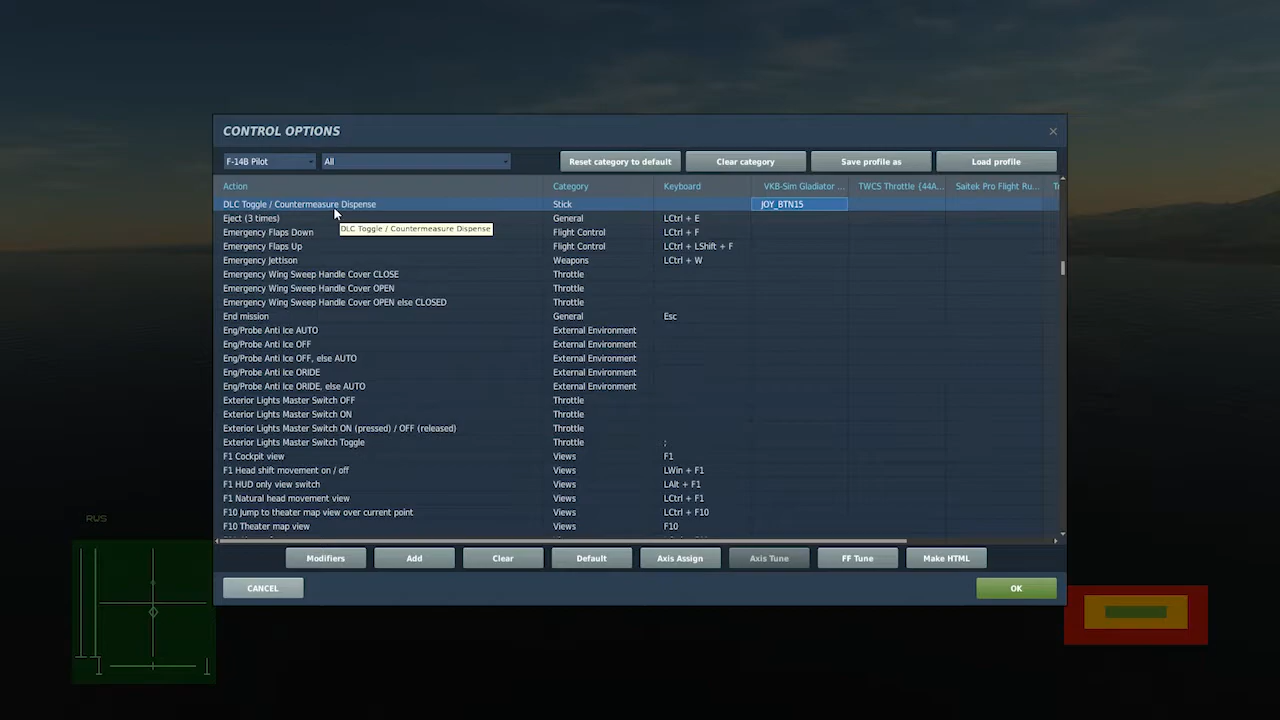 CONTROL OPTIONS
F-14B Pilot All Reset category to default Clear category Save profile as Load profile
Action Category Keyboard VKB-Sim Gladiator ... TWCS Throttle {44A... Saitek Pro Flight Ru...
DLC Toggle / Countermeasure Dispense Stick JOY_BTN15
Eject (3 times) General LCtrl + E
DLC Toggle / Countermeasure Dispense
Emergency Flaps Down Flight Control LCtrl + F
Emergency Flaps Up Flight Control LCtrl + LShift + F
Emergency Jettison Weapons LCtrl + W
Emergency Wing Sweep Handle Cover CLOSE Throttle
Emergency Wing Sweep Handle Cover OPEN Throttle
Emergency Wing Sweep Handle Cover OPEN else CLOSED Throttle
End mission General Esc
Eng/Probe Anti Ice AUTO External Environment
Eng/Probe Anti Ice OFF External Environment
Eng/Probe Anti Ice OFF, else AUTO External Environment
Eng/Probe Anti Ice ORIDE External Environment
Eng/Probe Anti Ice ORIDE, else AUTO External Environment
Exterior Lights Master Switch OFF Throttle
Exterior Lights Master Switch ON Throttle
Exterior Lights Master Switch ON (pressed) / OFF (released) Throttle
Exterior Lights Master Switch Toggle Throttle ;
F1 Cockpit view Views F1
F1 Head shift movement on / off Views LWin + F1
F1 HUD only view switch Views LAlt + F1
F1 Natural head movement view Views LCtrl + F1
F10 Jump to theater map view over current point Views LCtrl + F10
F10 Theater map view Views F10
RWS
Modifiers Add Clear Default Axis Assign Axis Tune FF Tune Make HTML
CANCEL OK